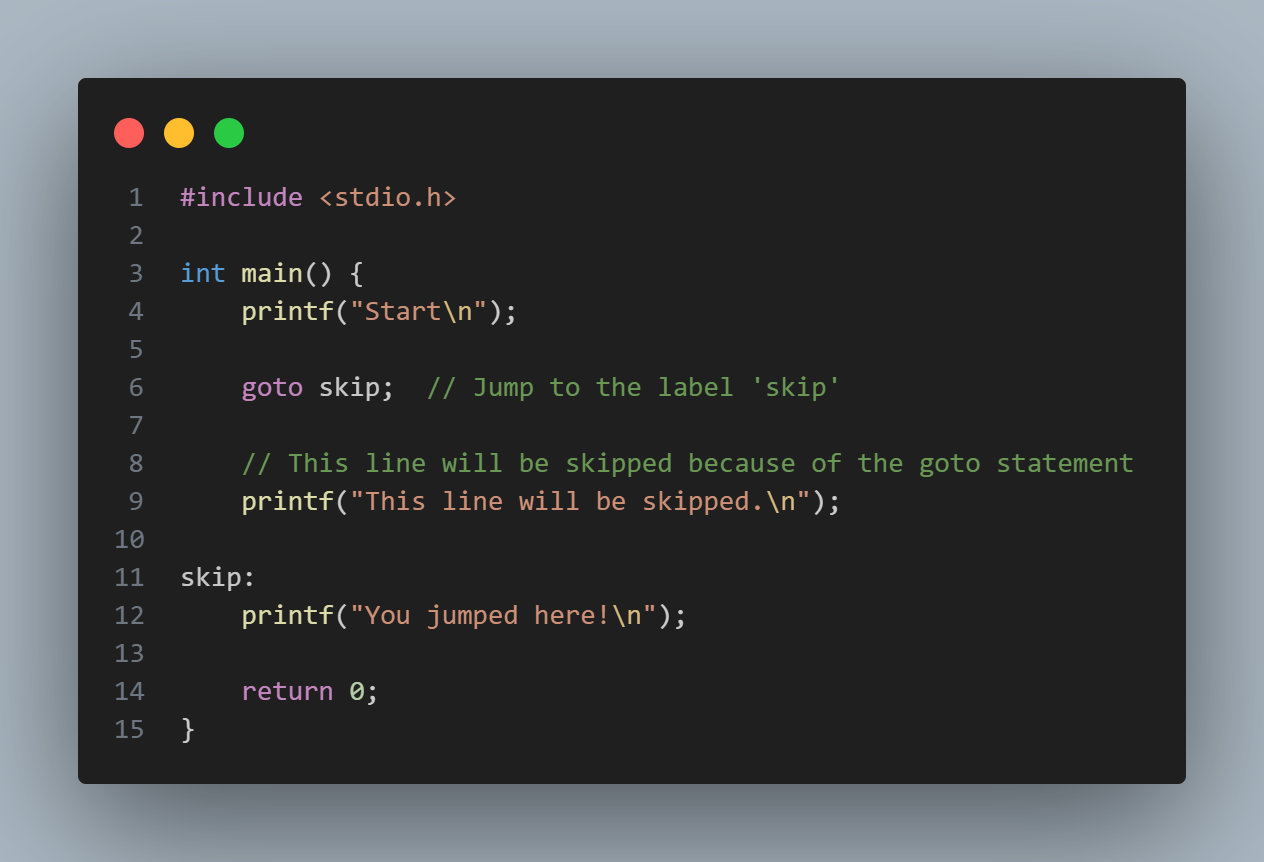 1 #include <stdio.h>
2
3 int main() {
4     printf("Start\n");
5
6     goto skip;  // Jump to the label 'skip'
7
8     // This line will be skipped because of the goto statement
9     printf("This line will be skipped.\n");
10
11 skip:
12     printf("You jumped here!\n");
13
14     return 0;
15 }